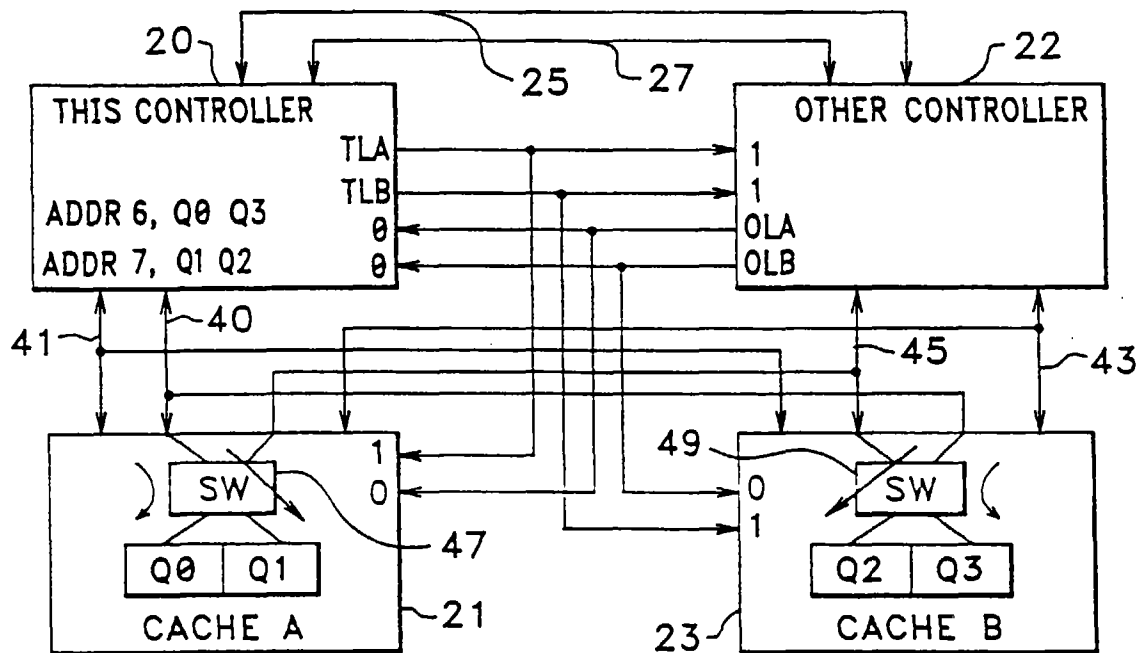 20
25
27
22
THIS CONTROLLER
OTHER CONTROLLER
TLA
1
TLB
1
ADDR 6, Q0 Q3
0
OLA
ADDR 7, Q1 Q2
0
OLB
41
40
45
43
1
SW
0
47
49
0
SW
1
Q0 Q1
Q2 Q3
CACHE A
21
23
CACHE B